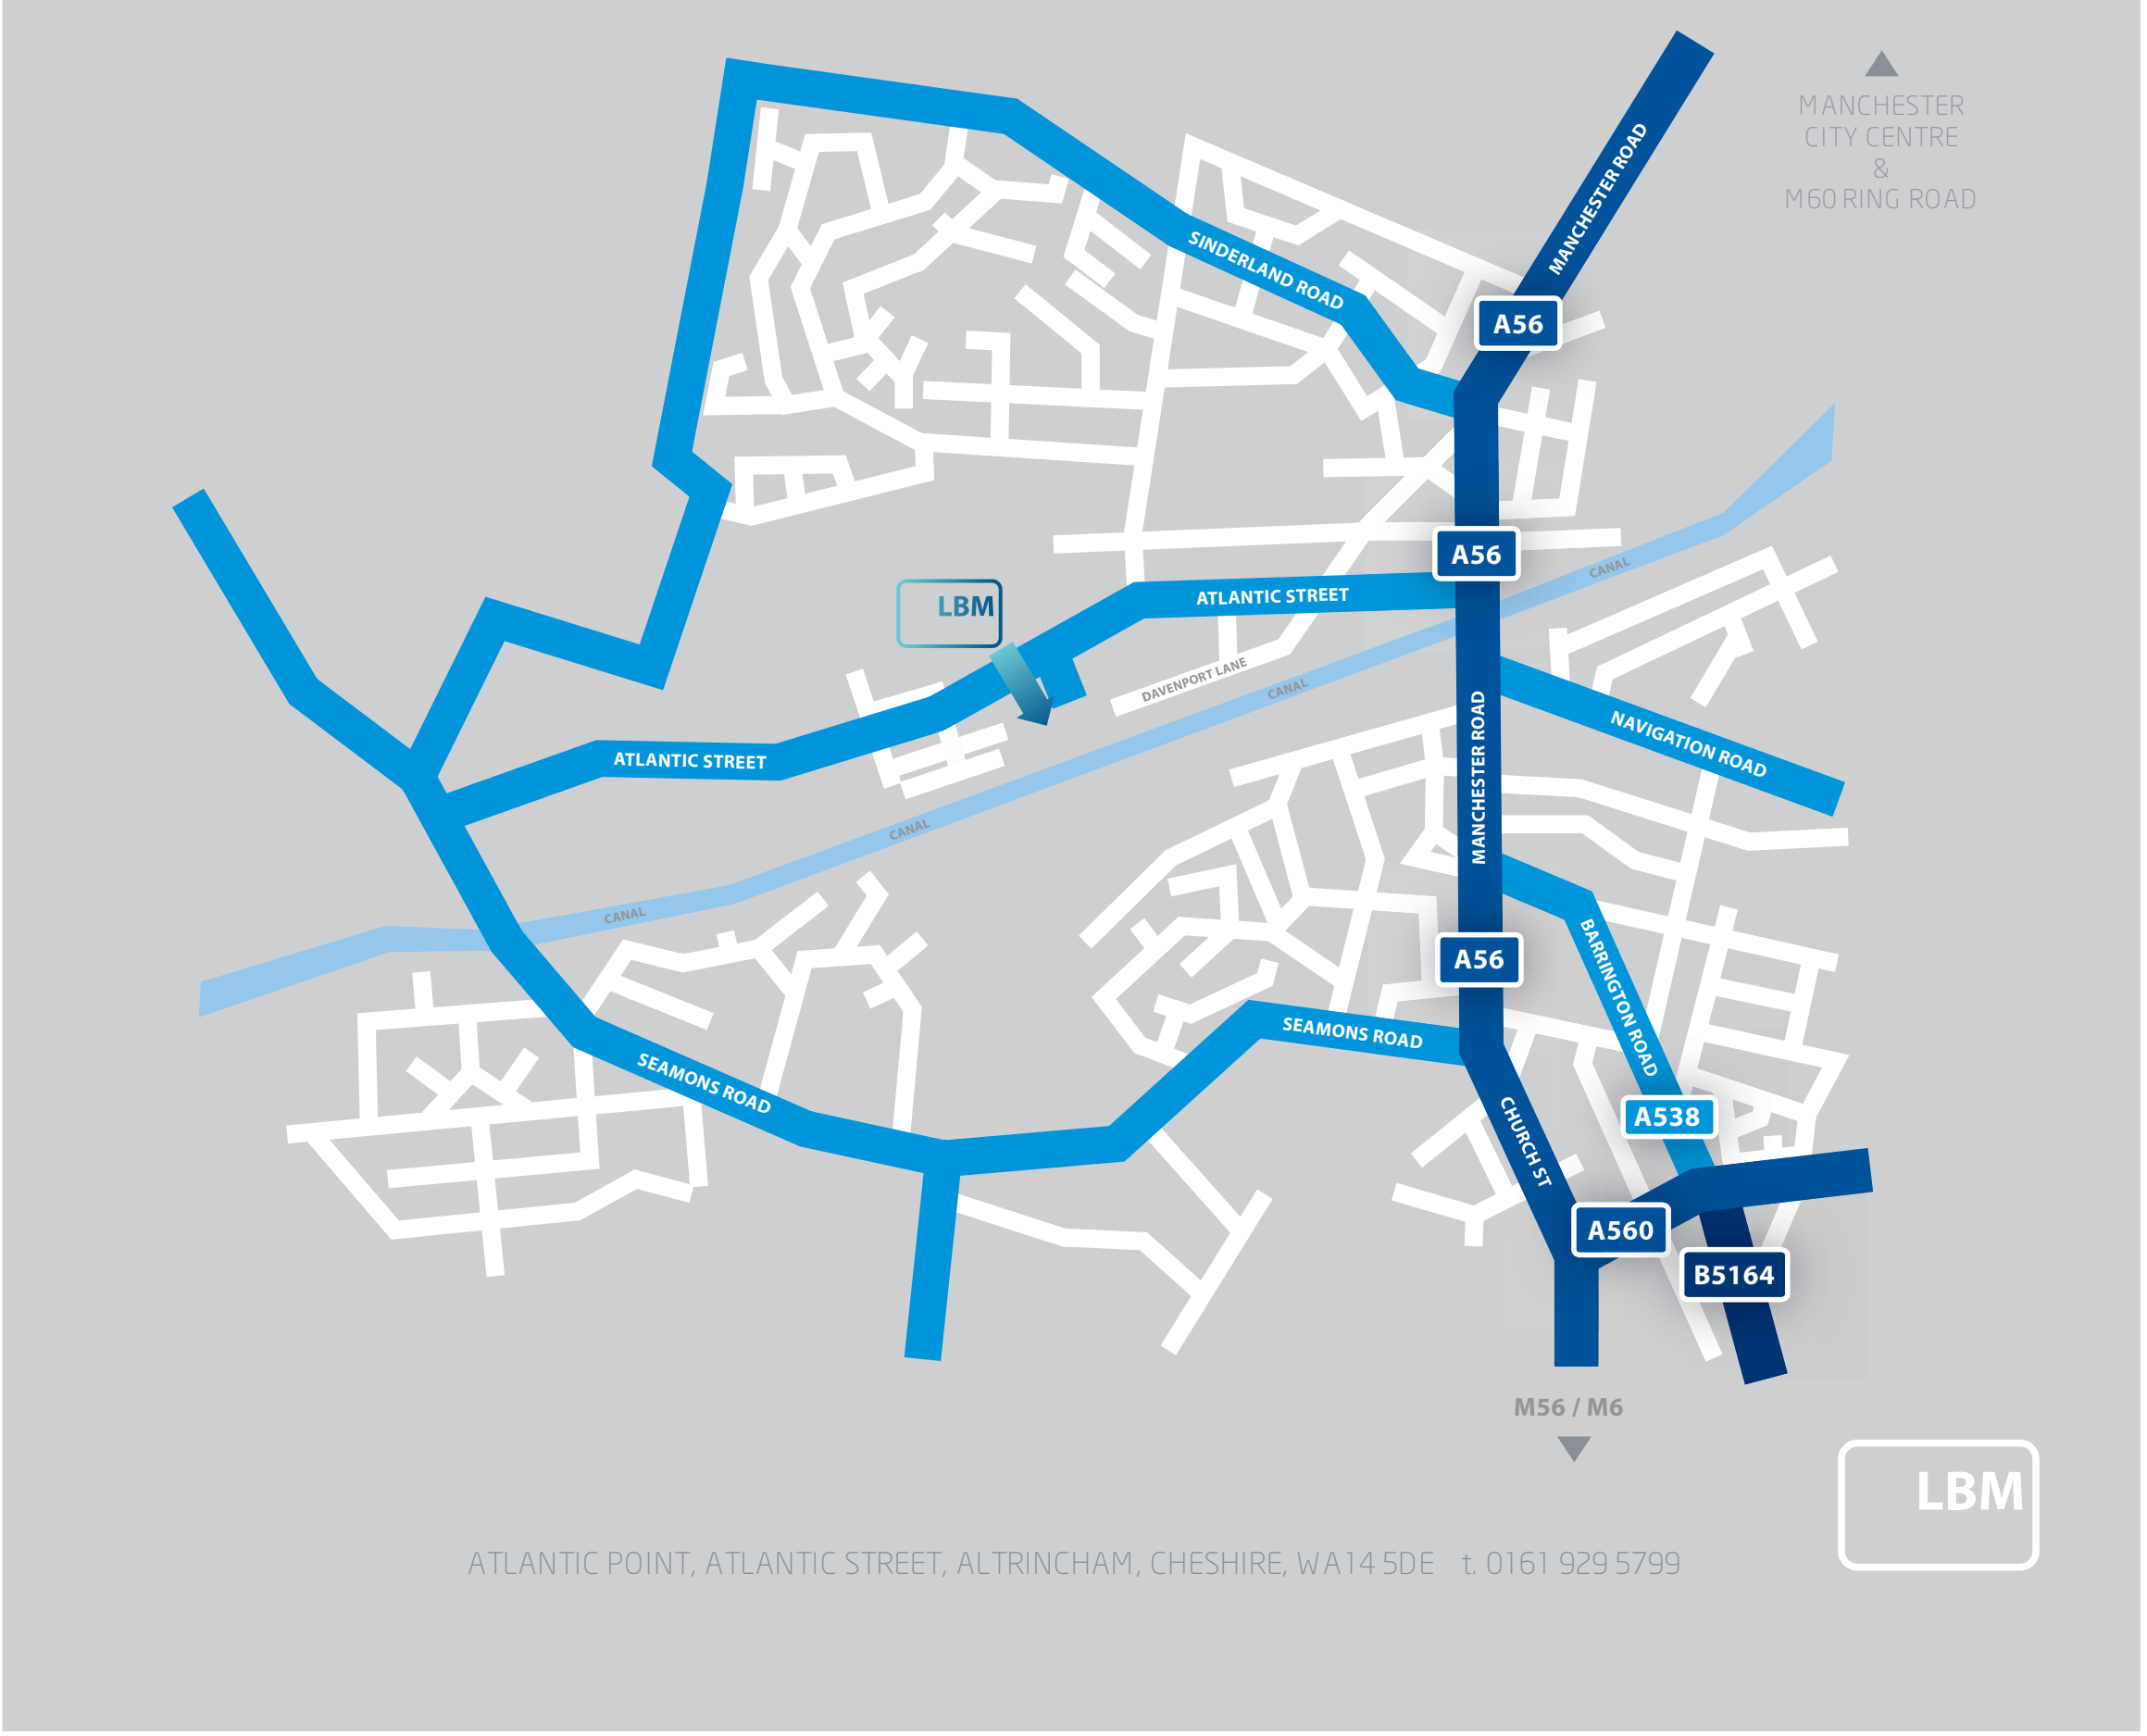 MANCHESTER
CITY CENTRE
&
M60 RING ROAD
MANCHESTER ROAD
SINDERLAND ROAD
A56
A56
CANAL
LBM
ATLANTIC STREET
DAVENPORT LANE
CANAL
NAVIGATION ROAD
MANCHESTER ROAD
ATLANTIC STREET
CANAL
CANAL
A56
BARRINGTON ROAD
SEAMONS ROAD
SEAMONS ROAD
A538
CHURCH ST
A560
B5164
M56 / M6
LBM
ATLANTIC POINT, ATLANTIC STREET, ALTRINCHAM, CHESHIRE, WA14 5DE t. 0161 929 5799